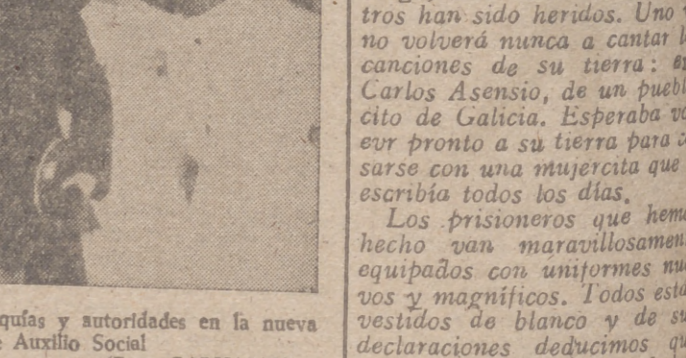 quías y autoridades en la nueva
e Auxilio Social
tros han sido heridos. Uno
no volverá nunca a cantar
canciones de su tierra:
Carlos Asensio, de un puebl
cito de Galicia. Esperaba
evr pronto a su tierra para
sarse con una mujercita que
escribía todos los días.
Los prisioneros que hem
hecho van maravillosamen
equipados con uniformes nu
vos y magníficos. Todos est
vestidos de blanco y de s
declaraciones deducimos q